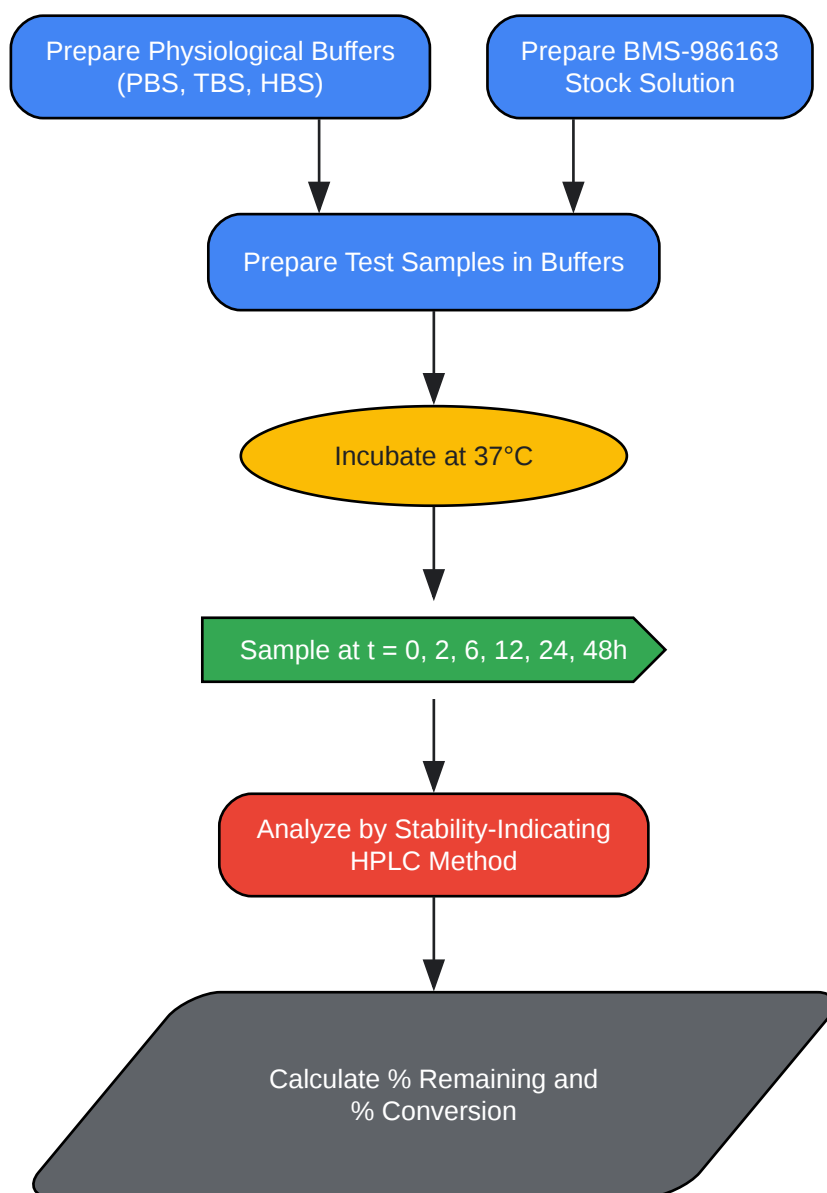 Prepare Physiological Buffers
(PBS, TBS, HBS)
Prepare BMS-986163
Stock Solution
Prepare Test Samples in Buffers
Incubate at 37°C
Sample at t = 0, 2, 6, 12, 24, 48h
Analyze by Stability-Indicating
HPLC Method
Calculate % Remaining and
% Conversion